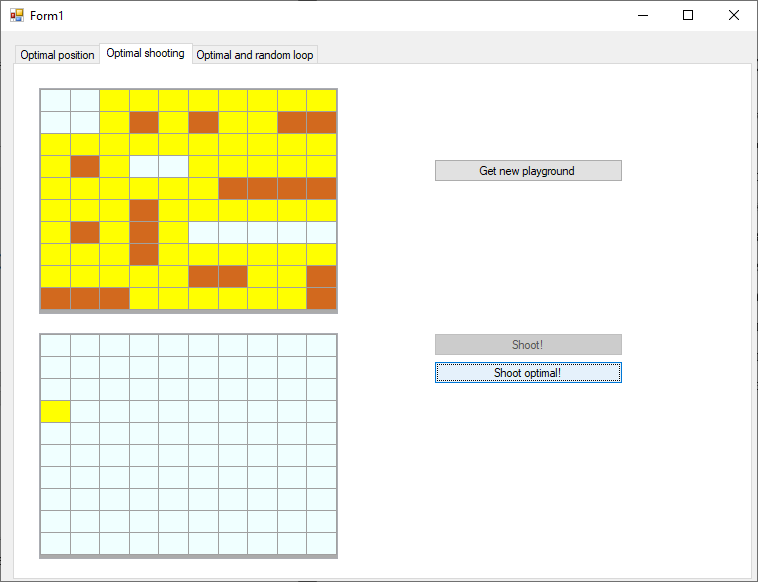 Form1
Optimal position
Optimal shooting
Optimal and random loop
Get new playground
Shoot!
Shoot optimal!